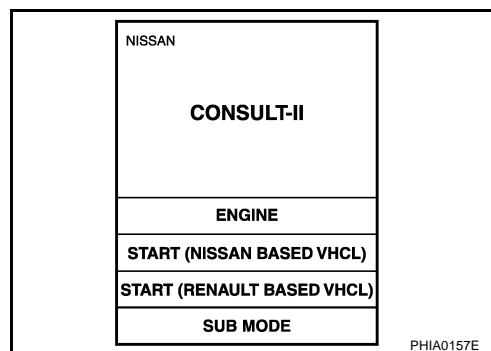 NISSAN
CONSULT-II
ENGINE
START (NISSAN BASED VHCL)
START (RENAULT BASED VHCL)
SUB MODE
PHIA0157E